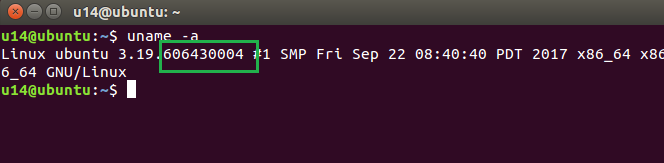 u14@ubuntu: ~
u14@ubuntu:~$ uname -a
Linux ubuntu 3.19.606430004 #1 SMP Fri Sep 22 08:40:40 PDT 2017 x86_64 x86
6_64 GNU/Linux
u14@ubuntu:~$